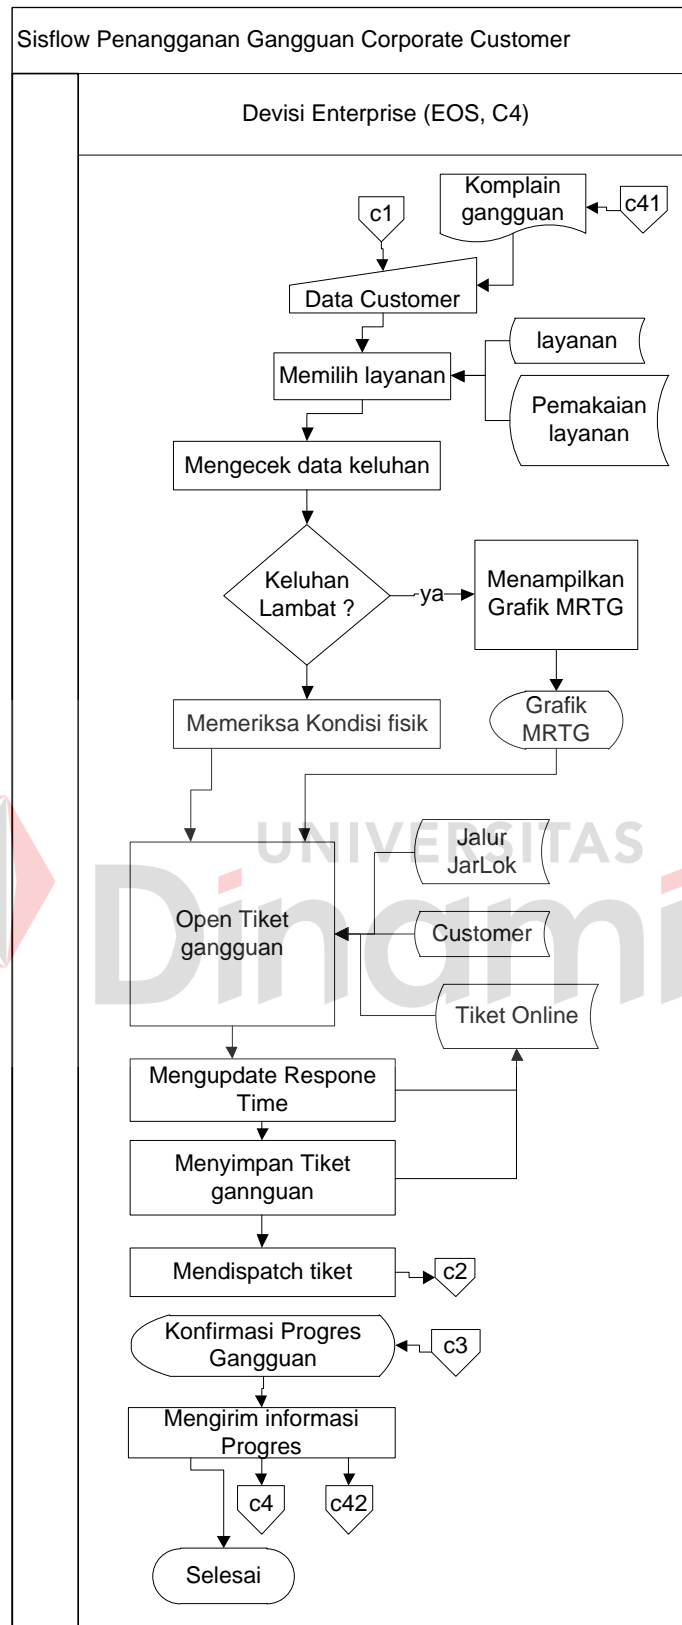 Sisflow Penangganan Gangguan Corporate Customer
Devisi Enterprise (EOS, C4)
c1
Komplain
gangguan
c41
Data Customer
layanan
Memilih layanan
Pemakaian
layanan
Mengecek data keluhan
Keluhan
Lambat ?
ya
Menampilkan
Grafik MRTG
Memeriksa Kondisi fisik
Grafik
MRTG
UNIVERSITAS
Dinami
Jalur
JarLok
Open Tiket
gangguan
Customer
Tiket Online
Mengupdate Respone
Time
Menyimpan Tiket
gannguan
Mendispatch tiket
c2
Konfirmasi Progres
Gangguan
c3
Mengirim informasi
Progres
c4
c42
Selesai